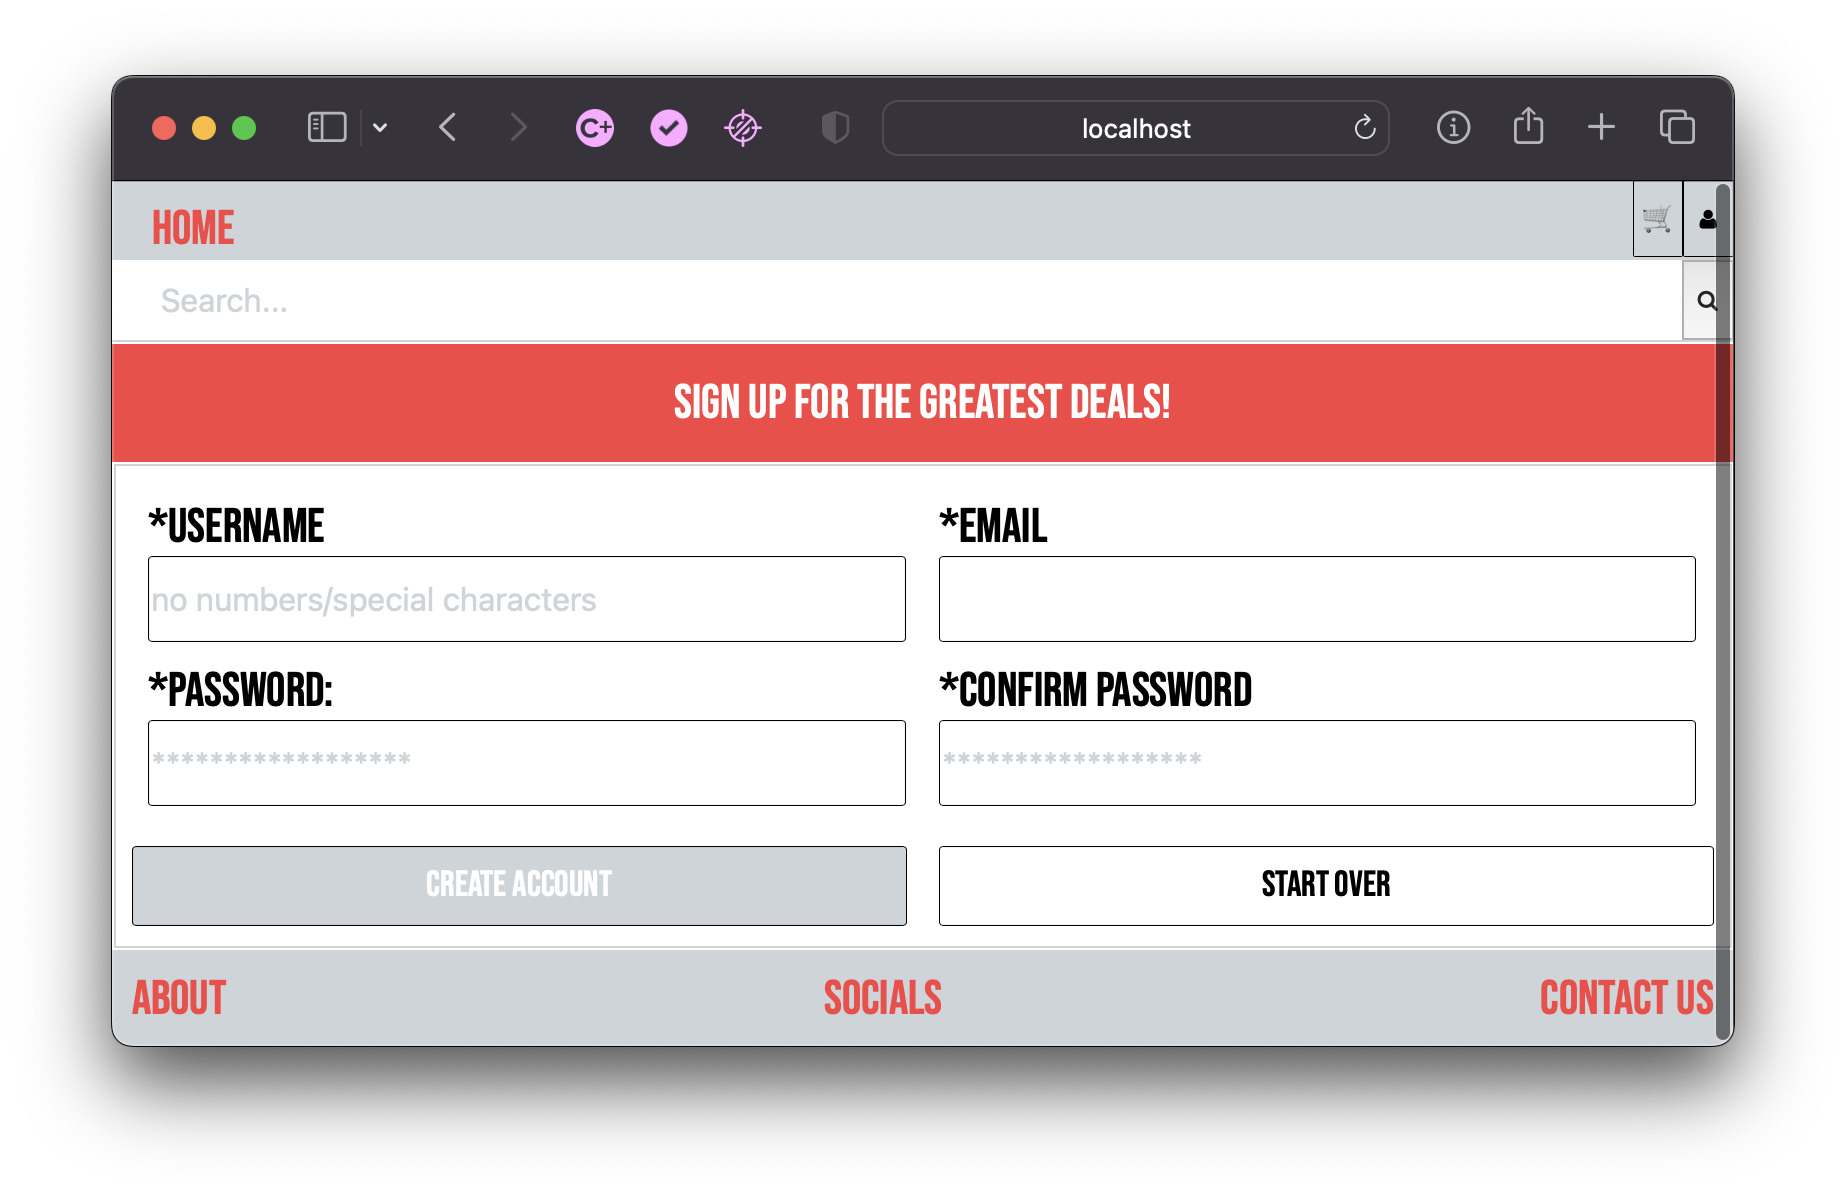 C+
localhost
HOME
Search...
SIGN UP FOR THE GREATEST DEALS!
*USERNAME
*EMAIL
no numbers/special characters
*PASSWORD:
*CONFIRM PASSWORD
******************
******************
CREATE ACCOUNT
START OVER
ABOUT
SOCIALS
CONTACT US